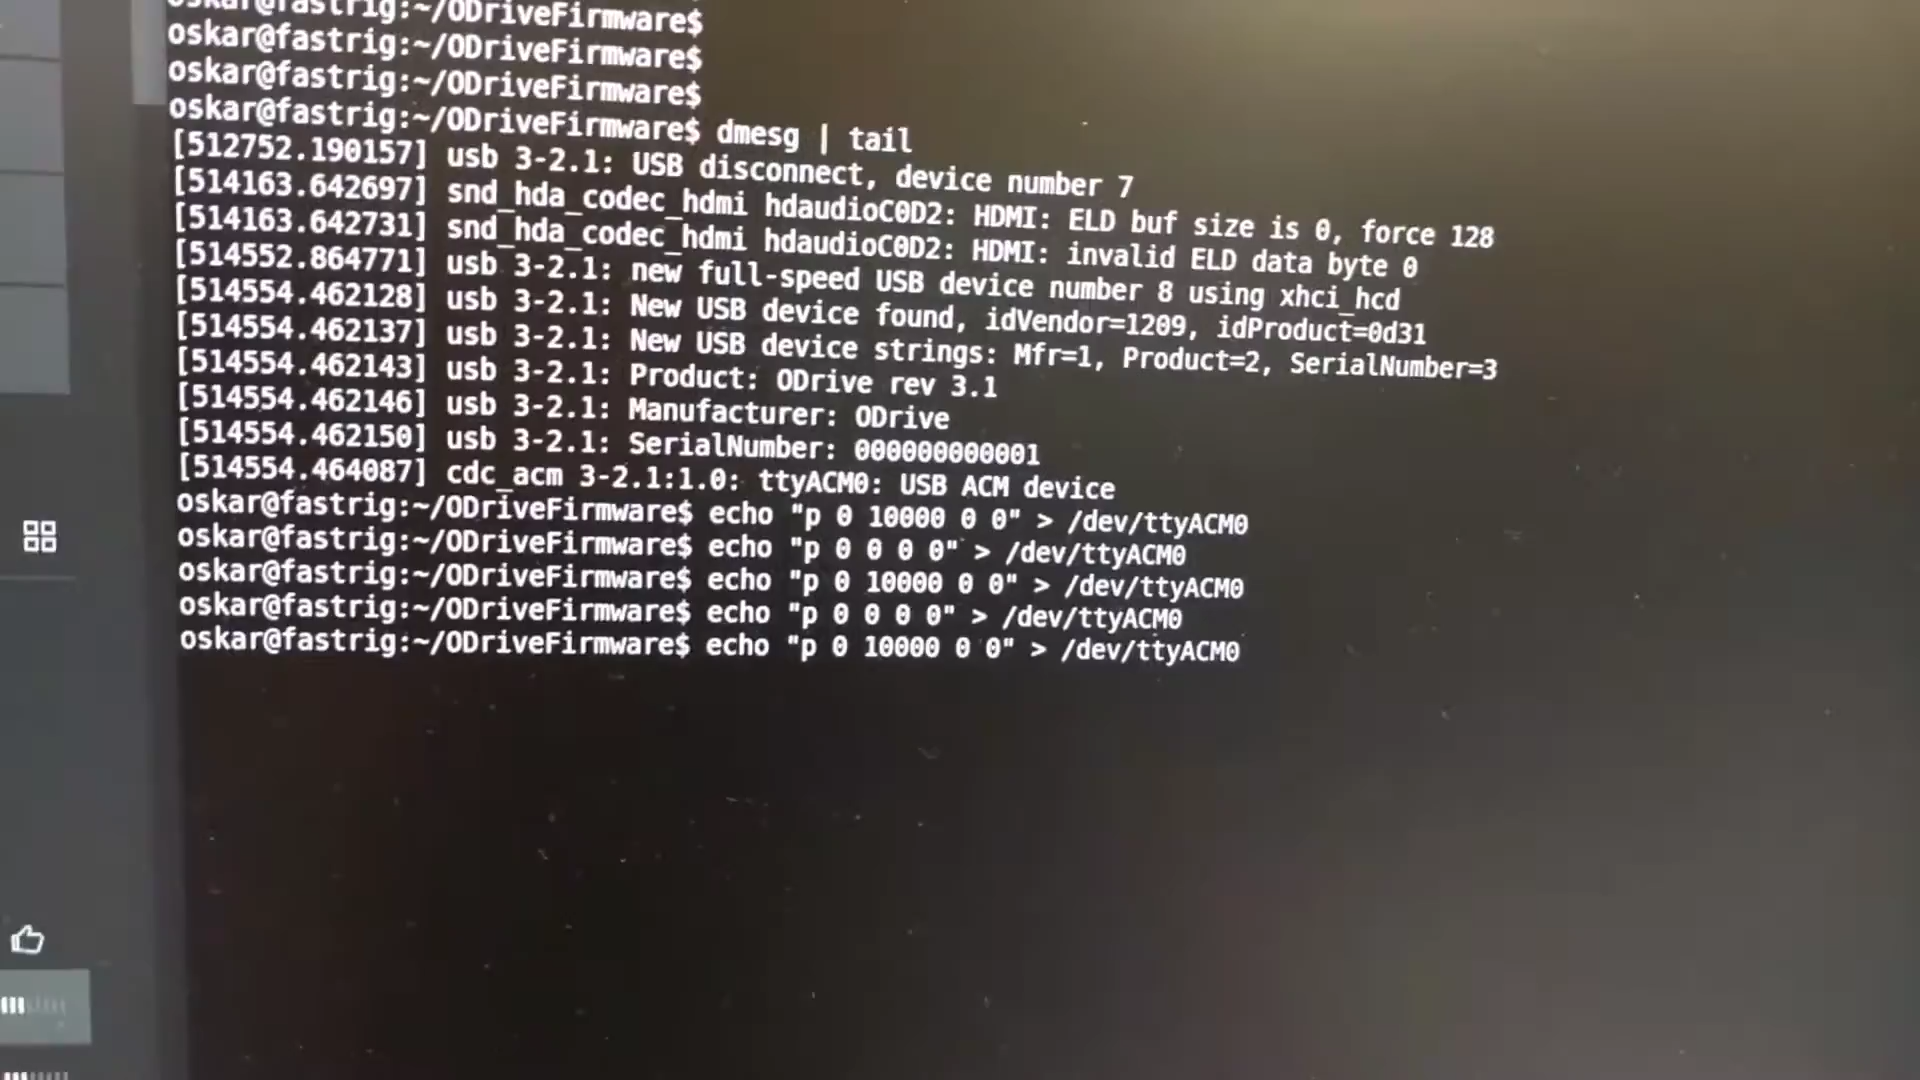 oskar@fastrig:~/ODriveFirmware$
oskar@fastrig:~/ODriveFirmware$
oskar@fastrig:~/ODriveFirmware$
oskar@fastrig:~/ODriveFirmware$ dmesg | tail
[512752.190157] usb 3-2.1: USB disconnect, device number 7
[514163.642697] snd_hda_codec_hdmi hdaudioC0D2: HDMI: ELD buf size is 0, force 128
[514163.642731] snd_hda_codec_hdmi hdaudioC0D2: HDMI: invalid ELD data byte 0
[514552.864771] usb 3-2.1: new full-speed USB device number 8 using xhci_hcd
[514554.462128] usb 3-2.1: New USB device found, idVendor=1209, idProduct=0d31
[514554.462137] usb 3-2.1: New USB device strings: Mfr=1, Product=2, SerialNumber=3
[514554.462143] usb 3-2.1: Product: ODrive rev 3.1
[514554.462146] usb 3-2.1: Manufacturer: ODrive
[514554.462150] usb 3-2.1: SerialNumber: 000000000001
[514554.464087] cdc_acm 3-2.1:1.0: ttyACM0: USB ACM device
oskar@fastrig:~/ODriveFirmware$ echo "p 0 10000 0 0" > /dev/ttyACM0
oskar@fastrig:~/ODriveFirmware$ echo "p 0 0 0 0" > /dev/ttyACM0
oskar@fastrig:~/ODriveFirmware$ echo "p 0 10000 0 0" > /dev/ttyACM0
oskar@fastrig:~/ODriveFirmware$ echo "p 0 0 0 0" > /dev/ttyACM0
oskar@fastrig:~/ODriveFirmware$ echo "p 0 10000 0 0" > /dev/ttyACM0